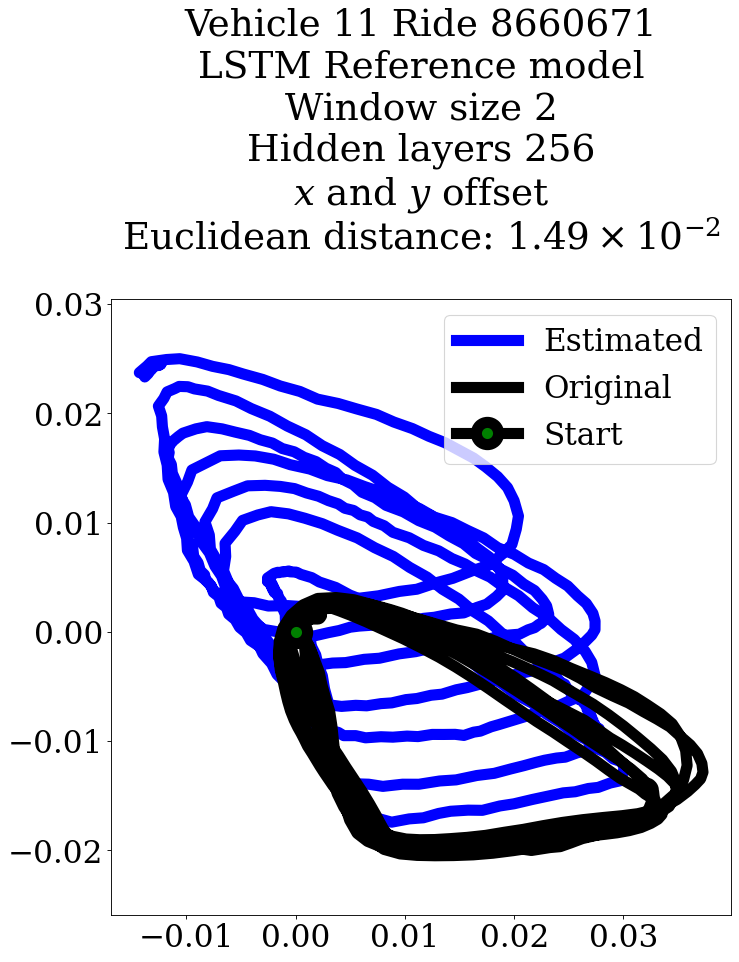 Vehicle 11 Ride 8660671
LSTM Reference model
Window size 2
Hidden layers 256
x and y offset
Euclidean distance: 1.49 × 10⁻²
0.03
0.02
0.01
0.00
−0.01
−0.02
Estimated
Original
Start
−0.01 0.00 0.01 0.02 0.03